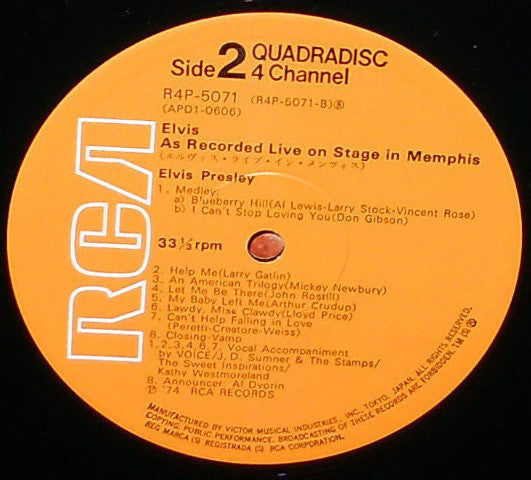 RCA
Side 2 QUADRADISC
4 Channel
R4P-5071 (R4P-5071-B)Ⓢ
(APD1-0606)
Elvis
As Recorded Live on Stage in Memphis
(エルヴィス・ライブ・イン・メンフィス)
Elvis Presley
1. Medley:
a) Blueberry Hill(Al Lewis-Larry Stock-Vincent Rose)
b) I Can't Stop Loving You(Don Gibson)
33⅓rpm
2. Help Me(Larry Gatlin)
3. An American Trilogy(Mickey Newbury)
4. Let Me Be There(John Rostill)
5. My Baby Left Me(Arthur Crudup)
6. Lawdy, Miss Clawdy(Lloyd Price)
7. Can't Help Falling in Love
(Peretti-Creatore-Weiss)
8. Closing-Vamp
1,2,3,4,8,7. Vocal Accompaniment
by VOICE/J.D. Sumner & The Stamps/
The Sweet Inspirations/
Kathy Westmoreland
8. Announcer: Al Dvorin
Ⓟ '74 RCA RECORDS
MANUFACTURED BY VICTOR MUSICAL INDUSTRIES, INC., TOKYO, JAPAN. ALL RIGHTS RESERVED.
COPYING, PUBLIC PERFORMANCE, BROADCASTING OF THESE RECORDS ARE FORBIDDEN. TM (S) Ⓡ
REG MARCA (S) REGISTRADA (S) RCA CORPORATION.